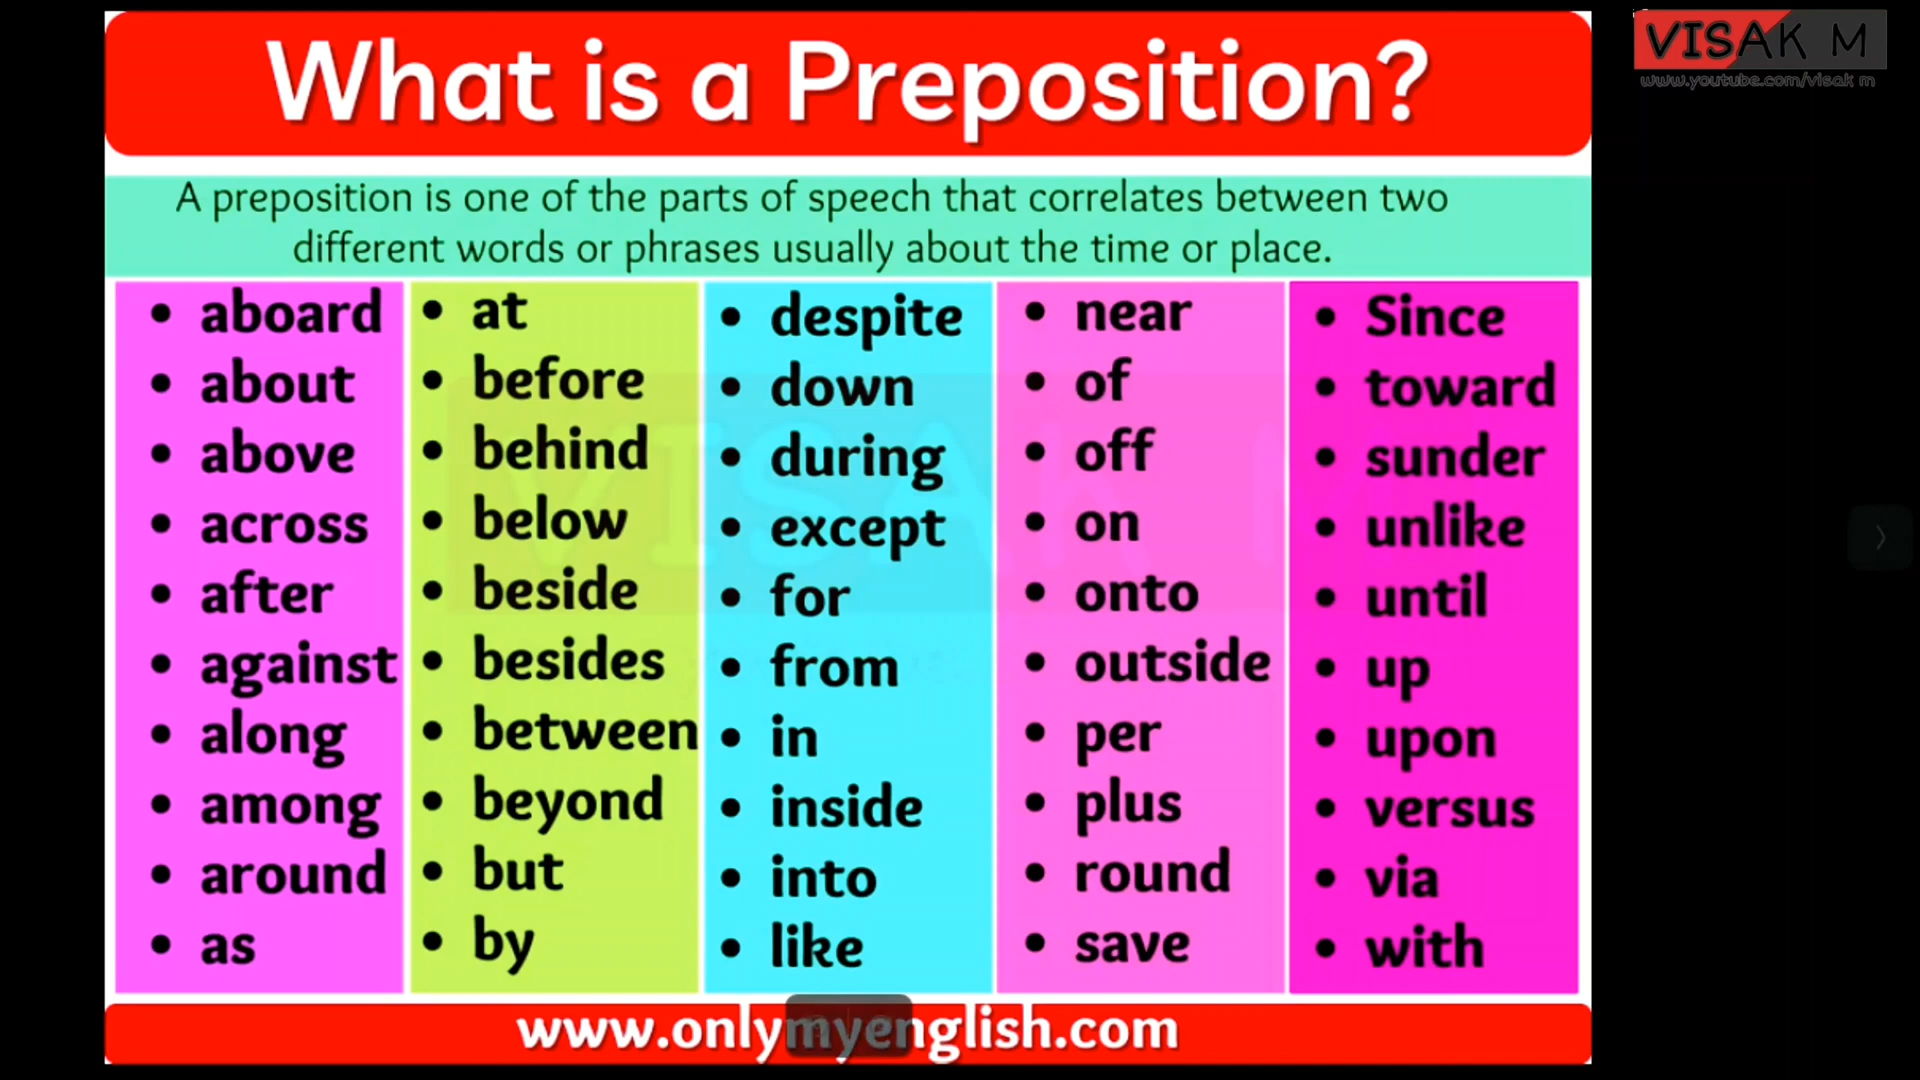 What is a Preposition?
VISAK M
www.youtube.com/visak m
A preposition is one of the parts of speech that correlates between two
different words or phrases usually about the time or place.
• aboard
• about
• above
• across
• after
• against
• along
• among
• around
• as
• at
• before
• behind
• below
• beside
• besides
• between
• beyond
• but
• by
• despite
• down
• during
• except
• for
• from
• in
• inside
• into
• like
• near
• of
• off
• on
• onto
• outside
• per
• plus
• round
• save
• Since
• toward
• sunder
• unlike
• until
• up
• upon
• versus
• via
• with
VISAK M
www.onlymyenglish.com